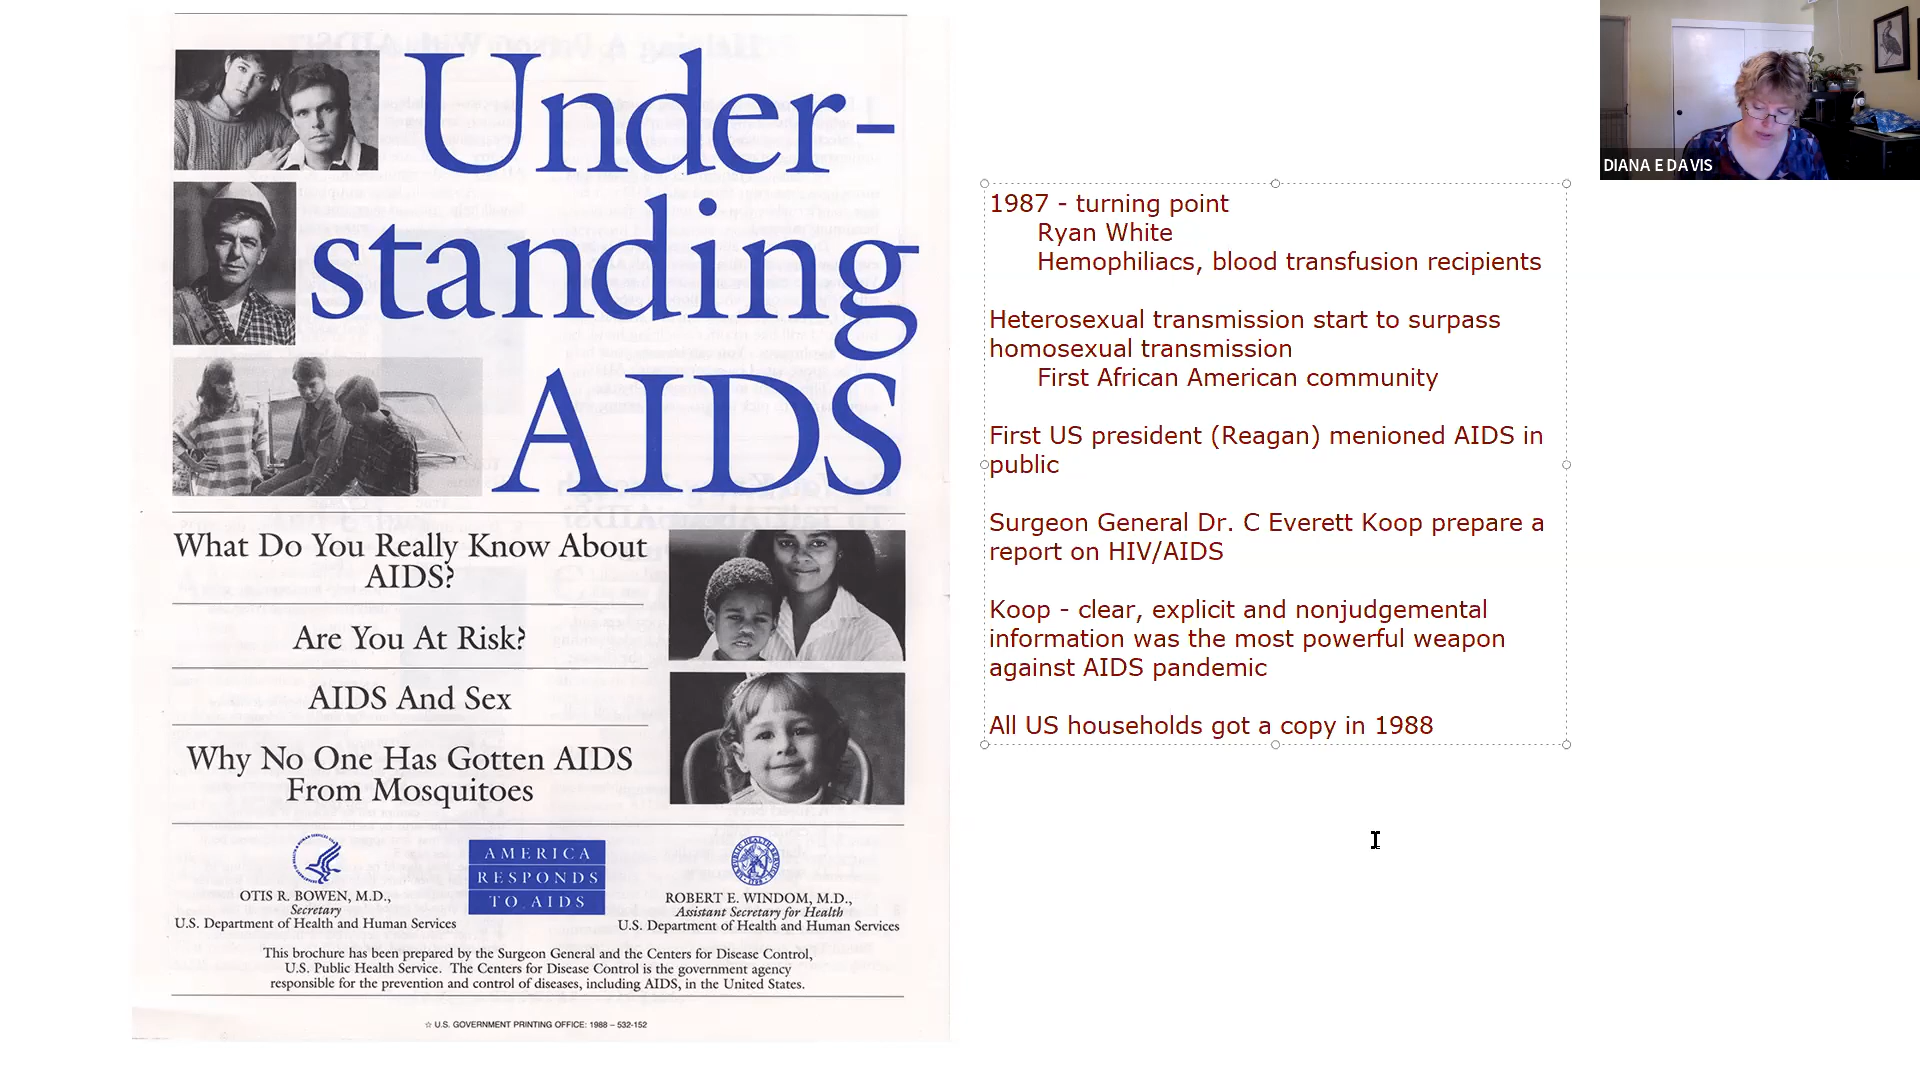 Under-
standing
AIDS
What Do You Really Know About
AIDS?
Are You At Risk?
AIDS And Sex
Why No One Has Gotten AIDS
From Mosquitoes
OTIS R. BOWEN, M.D.,
Secretary
U.S. Department of Health and Human Services
AMERICA
RESPONDS
TO AIDS
ROBERT E. WINDOM, M.D.,
Assistant Secretary for Health
U.S. Department of Health and Human Services
This brochure has been prepared by the Surgeon General and the Centers for Disease Control,
U.S. Public Health Service. The Centers for Disease Control is the government agency
responsible for the prevention and control of diseases, including AIDS, in the United States.
☆ U.S. GOVERNMENT PRINTING OFFICE: 1988 – 532-152
1987 - turning point
Ryan White
Hemophiliacs, blood transfusion recipients
Heterosexual transmission start to surpass
homosexual transmission
First African American community
First US president (Reagan) menioned AIDS in
public
Surgeon General Dr. C Everett Koop prepare a
report on HIV/AIDS
Koop - clear, explicit and nonjudgemental
information was the most powerful weapon
against AIDS pandemic
All US households got a copy in 1988
DIANA E DAVIS